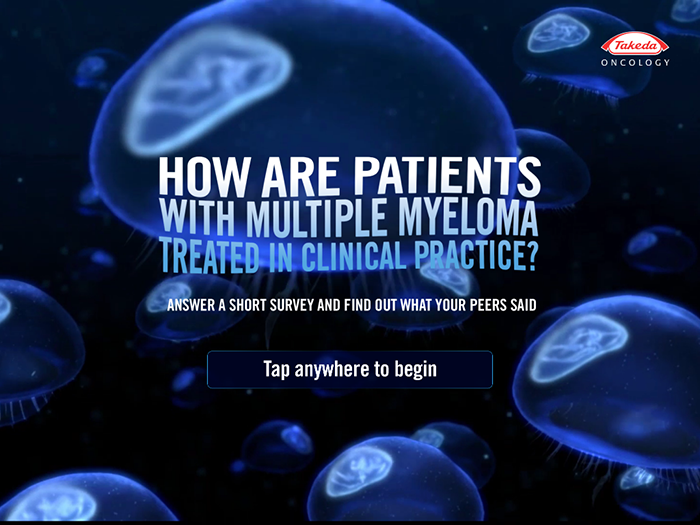 Takeda
ONCOLOGY
HOW ARE PATIENTS
WITH MULTIPLE MYELOMA
TREATED IN CLINICAL PRACTICE?
ANSWER A SHORT SURVEY AND FIND OUT WHAT YOUR PEERS SAID
Tap anywhere to begin